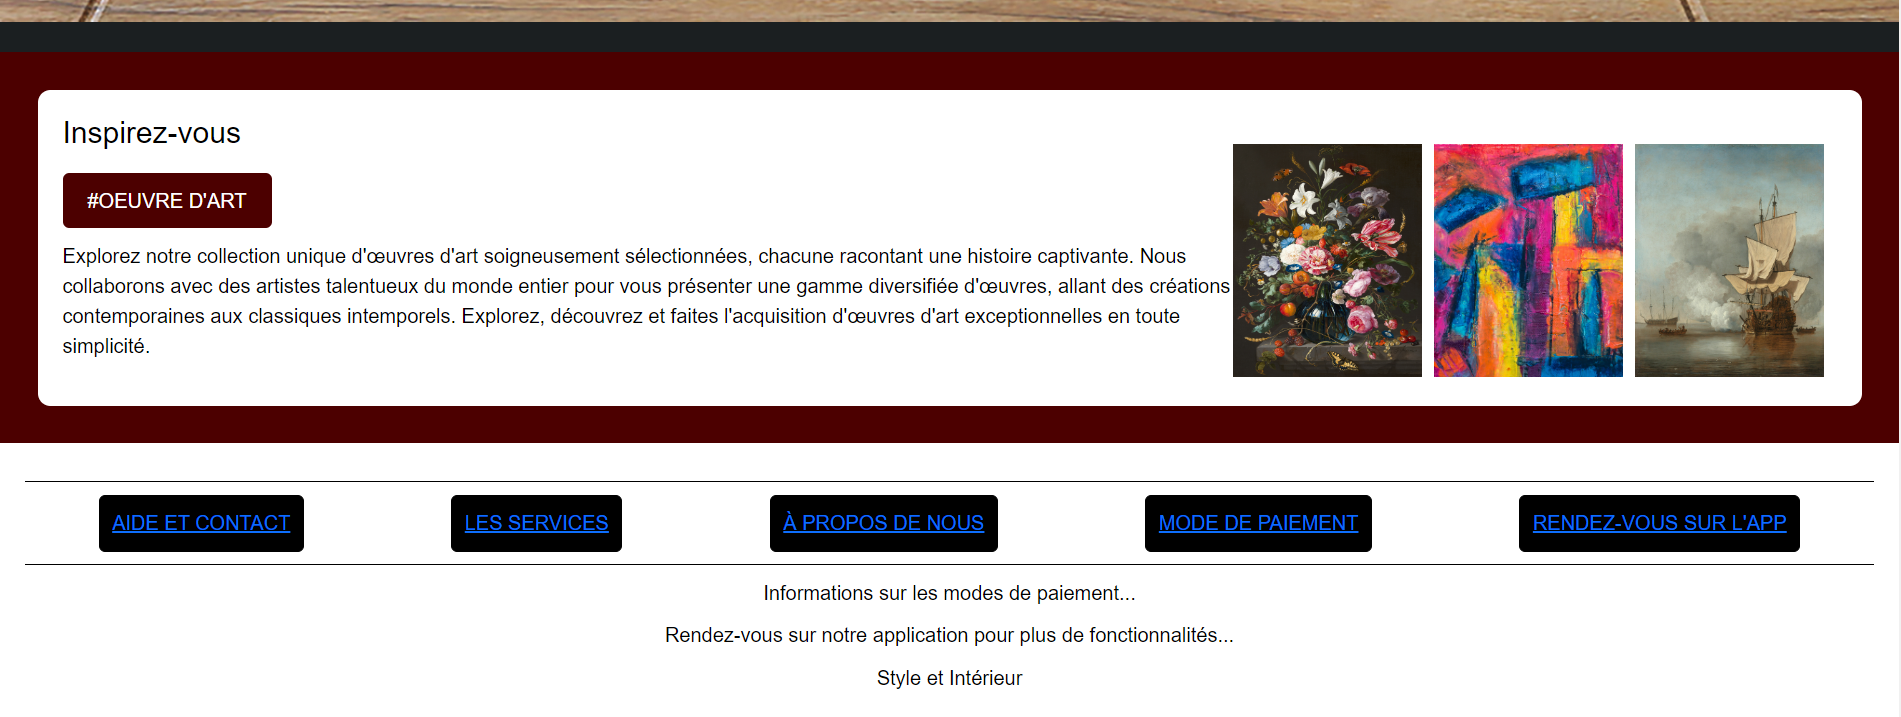 Inspirez-vous
#OEUVRE D'ART
Explorez notre collection unique d'œuvres d'art soigneusement sélectionnées, chacune racontant une histoire captivante. Nous
collaborons avec des artistes talentueux du monde entier pour vous présenter une gamme diversifiée d'œuvres, allant des créations
contemporaines aux classiques intemporels. Explorez, découvrez et faites l'acquisition d'œuvres d'art exceptionnelles en toute
simplicité.
AIDE ET CONTACT
LES SERVICES
À PROPOS DE NOUS
MODE DE PAIEMENT
RENDEZ-VOUS SUR L'APP
Informations sur les modes de paiement...
Rendez-vous sur notre application pour plus de fonctionnalités...
Style et Intérieur